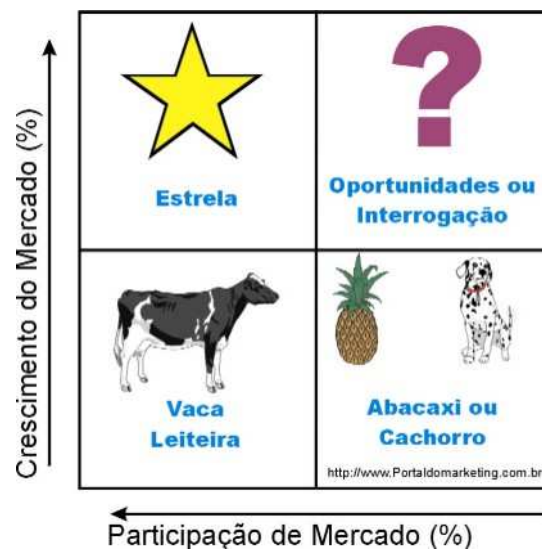 Crescimento do Mercado (%)
Estrela
?
Oportunidades ou
Interrogação
Vaca
Leiteira
Abacaxi ou
Cachorro
http://www.Portaldomarketing.com.br
Participação de Mercado (%)